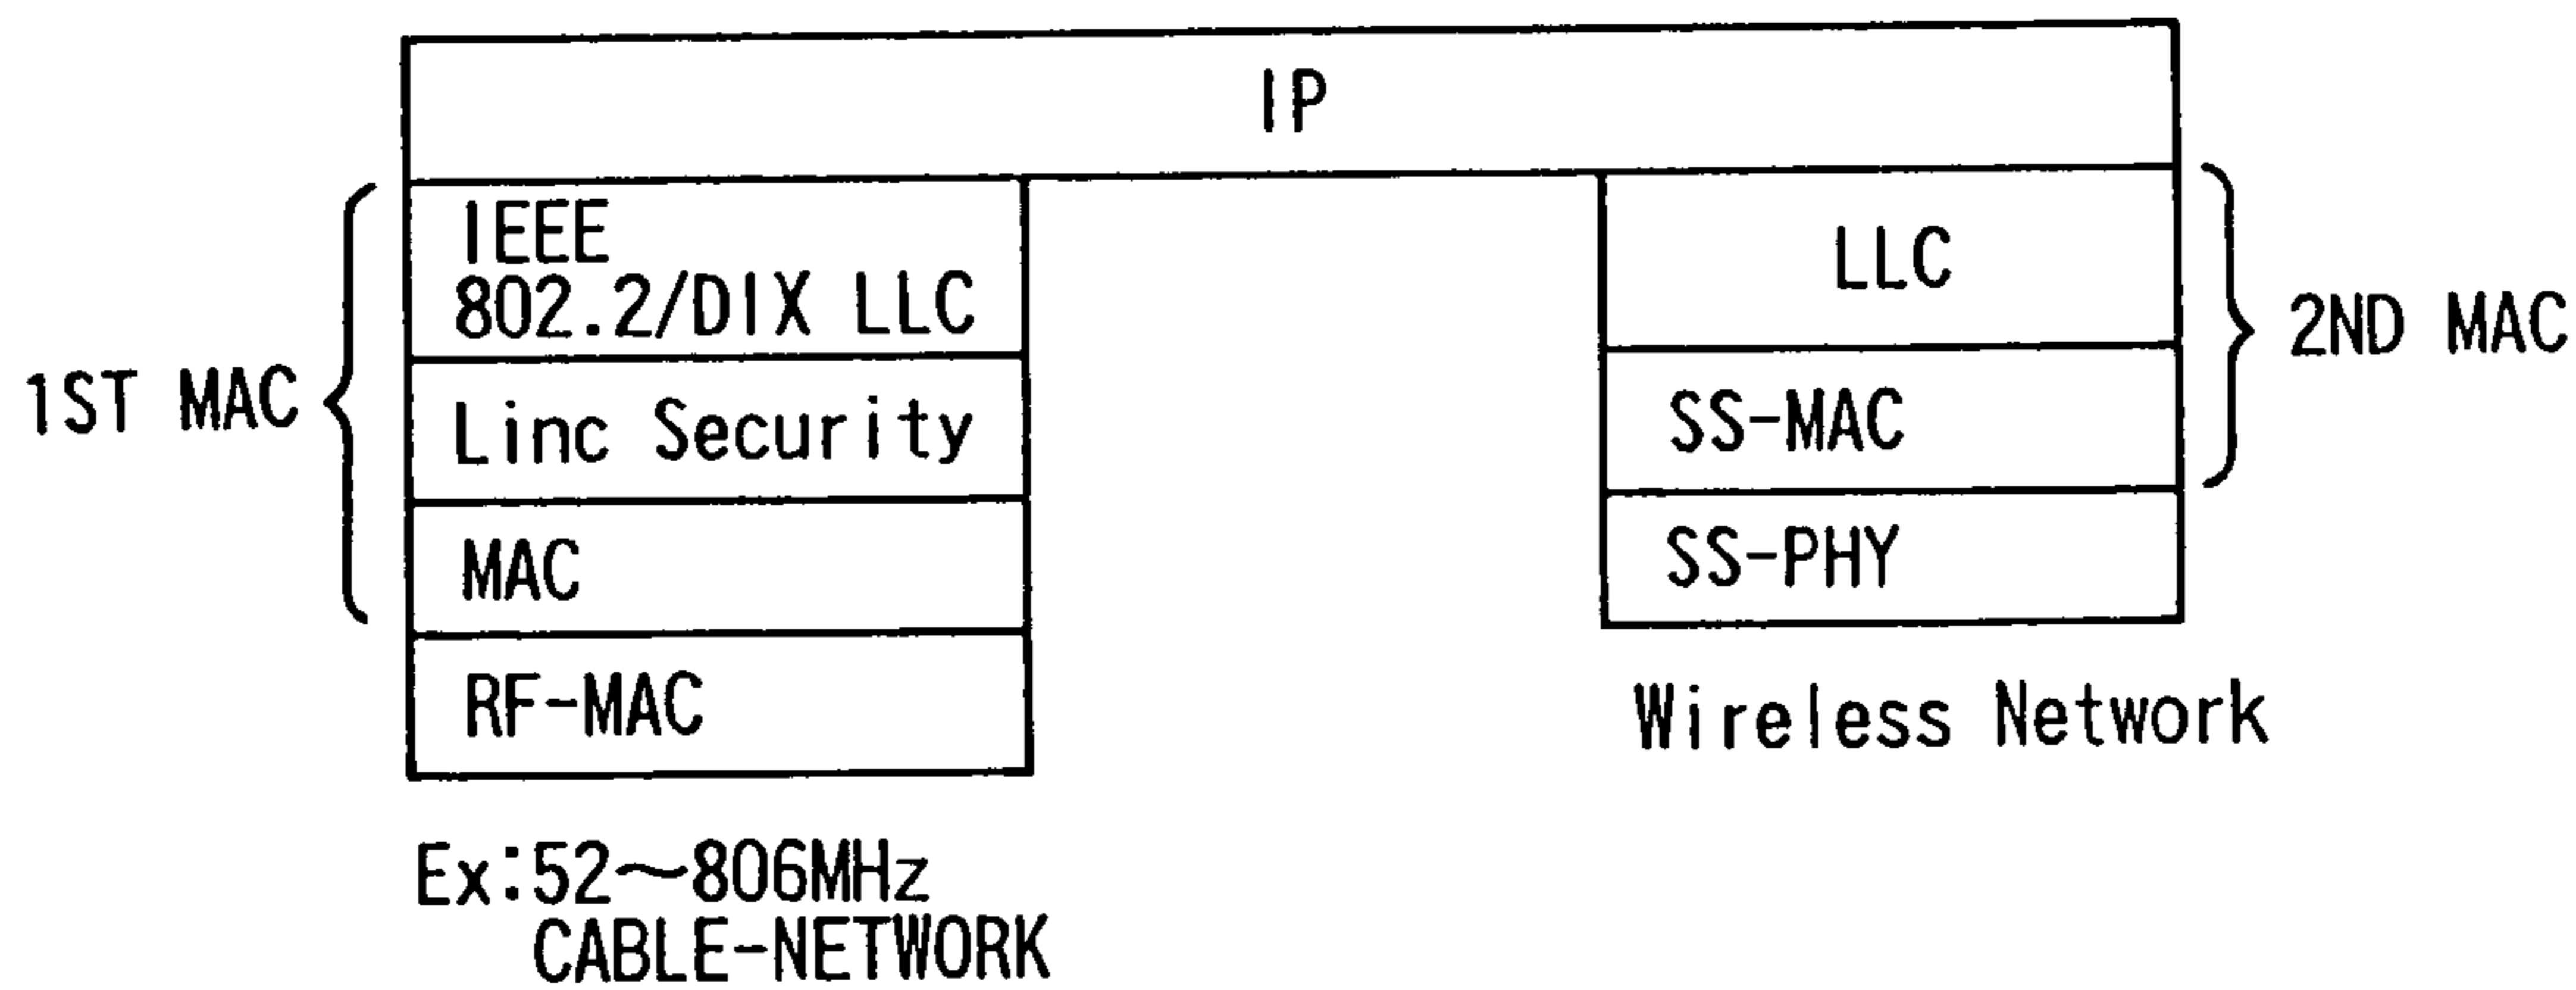 IP
IEEE
802.2/DIX LLC
Linc Security
MAC
RF-MAC
1ST MAC
LLC
SS-MAC
SS-PHY
2ND MAC
Wireless Network
Ex:52～806MHz
CABLE-NETWORK